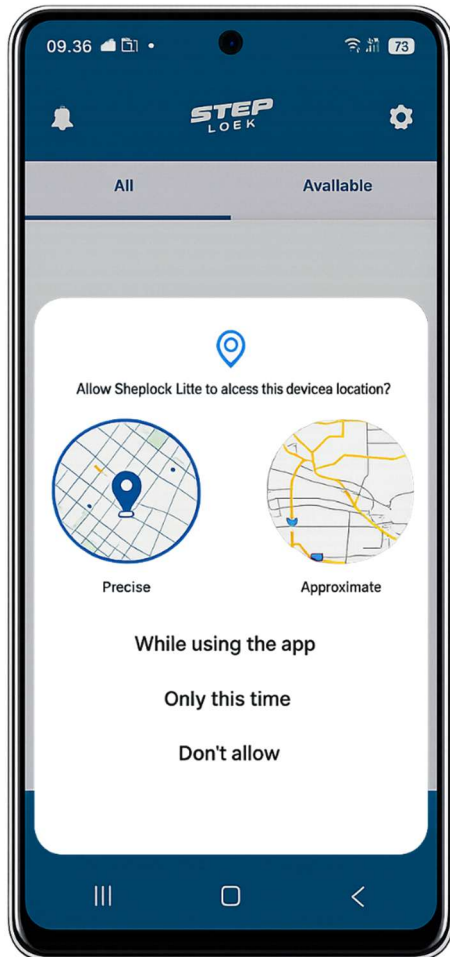 09.36
73
STEP
LOEK
All
Available
Allow Sheplock Litte to alcess this devicea location?
Precise
Approximate
While using the app
Only this time
Don't allow